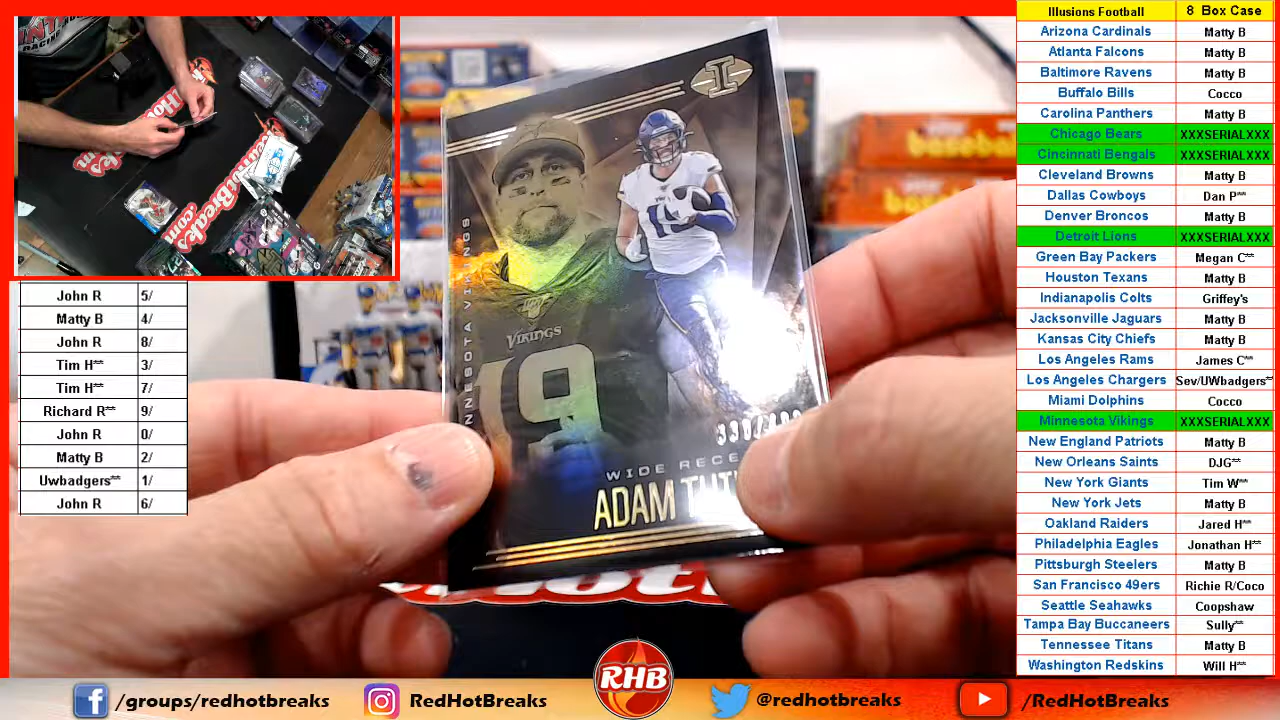 Illusions Football 8 Box Case
Arizona Cardinals Matty B
Atlanta Falcons Matty B
Baltimore Ravens Matty B
Buffalo Bills Cocco
Carolina Panthers Matty B
Chicago Bears XXXSERIALXXX
Cincinnati Bengals XXXSERIALXXX
Cleveland Browns Matty B
Dallas Cowboys Dan P**
Denver Broncos Matty B
Detroit Lions XXXSERIALXXX
Green Bay Packers Megan C**
Houston Texans Matty B
Indianapolis Colts Griffey's
Jacksonville Jaguars Matty B
Kansas City Chiefs Matty B
Los Angeles Rams James C**
Los Angeles Chargers Sev/UWbadgers**
Miami Dolphins Cocco
Minnesota Vikings XXXSERIALXXX
New England Patriots Matty B
New Orleans Saints DJG**
New York Giants Tim W**
New York Jets Matty B
Oakland Raiders Jared H**
Philadelphia Eagles Jonathan H**
Pittsburgh Steelers Matty B
San Francisco 49ers Richie R/Coco
Seattle Seahawks Coopshaw
Tampa Bay Buccaneers Sully**
Tennessee Titans Matty B
Washington Redskins Will H**
John R 5/
Matty B 4/
John R 8/
Tim H** 3/
Tim H** 7/
Richard R** 9/
John R 0/
Matty B 2/
Uwbadgers** 1/
John R 6/
VIKINGS
19
WIDE RECE
ADAM
baseball
RHB
/groups/redhotbreaks
RedHotBreaks
@redhotbreaks
/RedHotBreaks